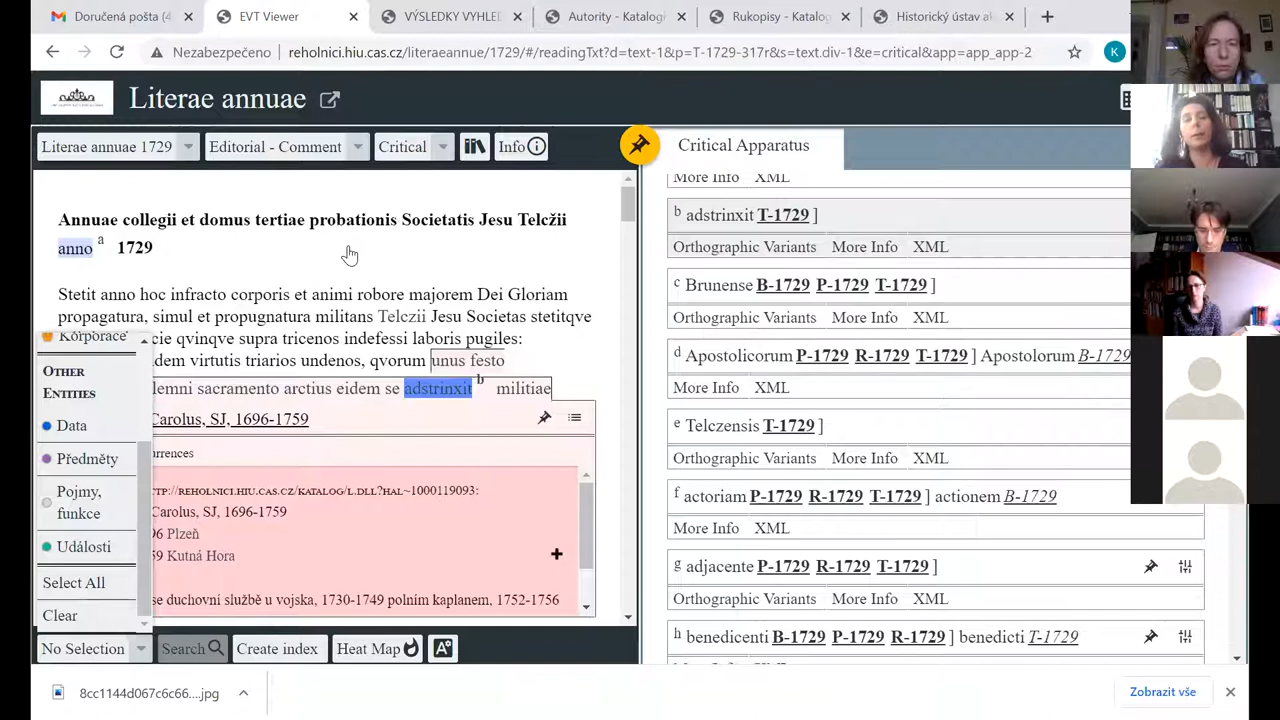 Doručená pošta (4
EVT Viewer
VÝSLEDKY VYHLED
Autority - Katalogi
Rukopisy - Katalog
Historický ústav ak
Nezabezpečeno
rehornici.hiu.cas.cz/literaeannue/1729/#/readingTxt?d=text-1&p=T-1729-317r&s=text.div-1&e=critical&app=app_app-2
K
Literae annuae
Literae annuae 1729
Editorial - Comment
Critical
Info
Annuae collegii et domus tertiae probationis Societatis Jesu Telczii
anno a 1729
Stetit anno hoc infracto corporis et animi robore majorem Dei Gloriam
propagatura, simul et propugnatura militans Telczii Jesu Societas stetitqve
cie qvinqve supra tricenos indefessi laboris pugiles:
dem virtutis triarios undenos, qvorum unus festo
lemni sacramento arctius eidem se adstrinxit b militiae
Carolus, SJ, 1696-1759
rrences
TP://REHOLNICI.HIU.CAS.CZ/KATALOG/L.DLL?HAL~1000119093:
Carolus, SJ, 1696-1759
96 Plzeň
59 Kutná Hora
se duchovní službě u vojska, 1730-1749 polním kaplanem, 1752-1756
Korporace
OTHER
ENTITIES
Data
Předměty
Pojmy,
funkce
Události
Select All
Clear
No Selection
Search
Create index
Heat Map
Critical Apparatus
More Info XML
b adstrinxit T-1729 ]
Orthographic Variants More Info XML
c Brunense B-1729 P-1729 T-1729 ]
Orthographic Variants More Info XML
d Apostolicorum P-1729 R-1729 T-1729 ] Apostolorum B-1729
More Info XML
e Telczensis T-1729 ]
Orthographic Variants More Info XML
f actoriam P-1729 R-1729 T-1729 ] actionem B-1729
More Info XML
g adjacente P-1729 R-1729 T-1729 ]
Orthographic Variants More Info XML
h benedicenti B-1729 P-1729 R-1729 ] benedicti T-1729
8cc1144d067c6c66....jpg
Zobrazit vše